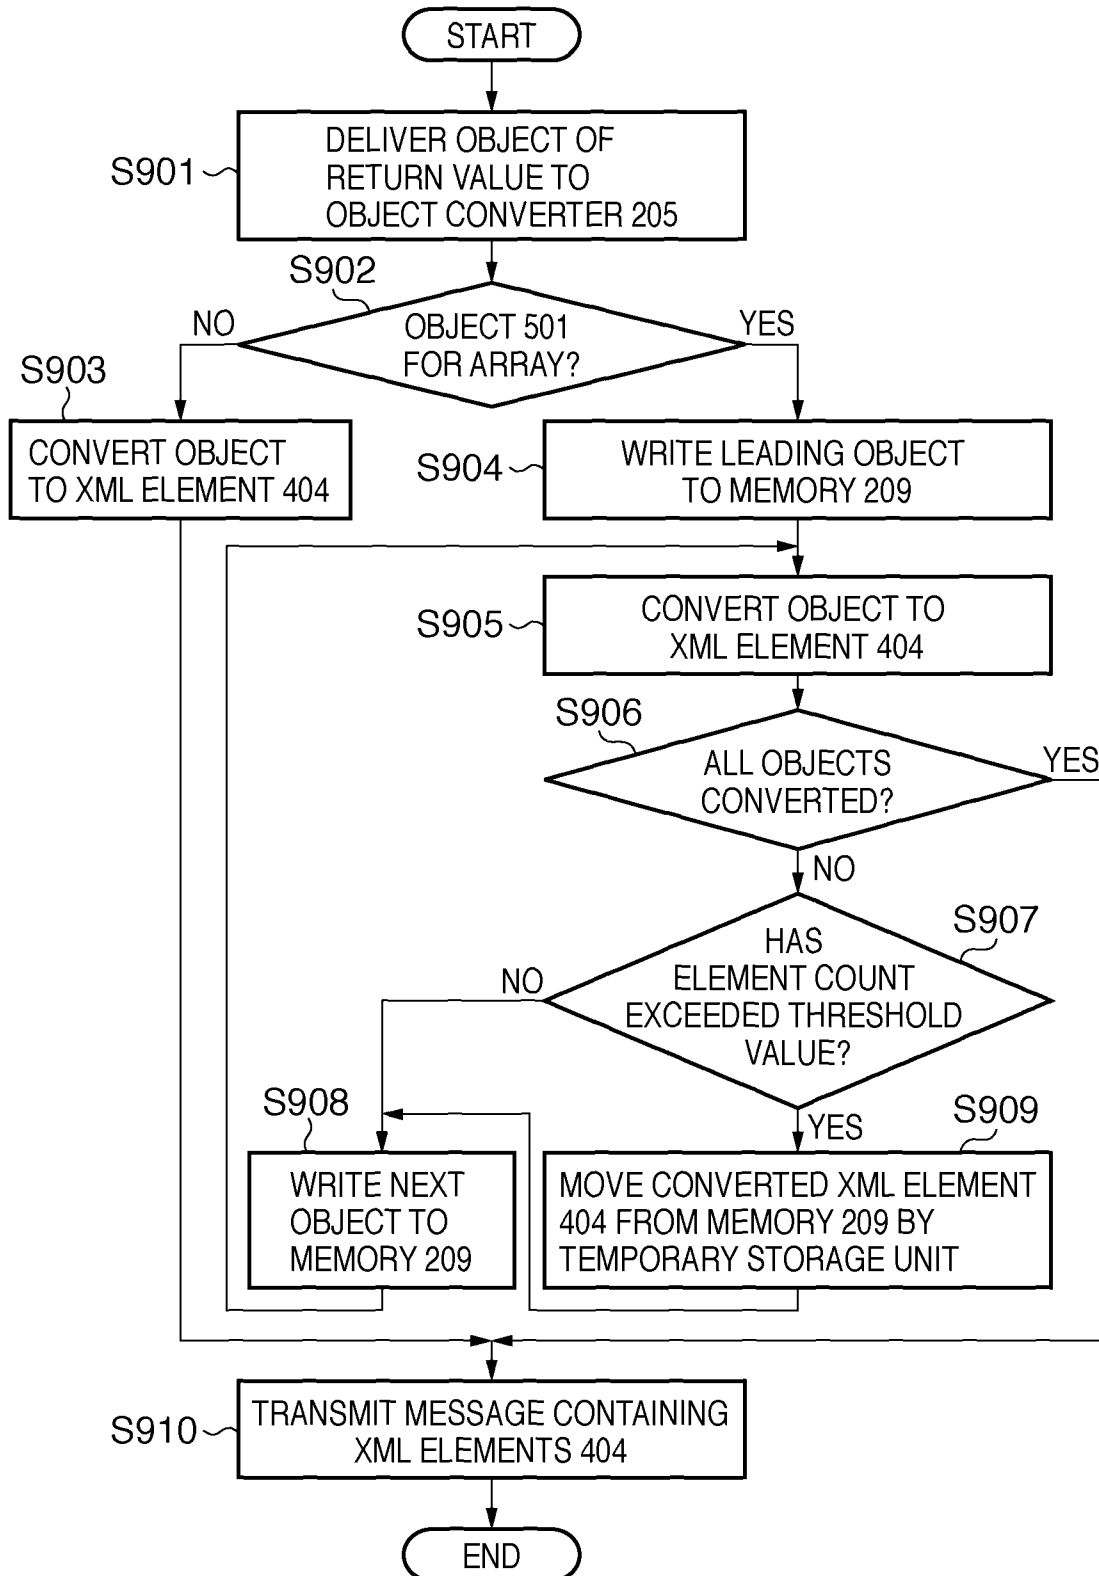 START
S901
DELIVER OBJECT OF
RETURN VALUE TO
OBJECT CONVERTER 205
S902
OBJECT 501
FOR ARRAY?
NO
YES
S903
CONVERT OBJECT
TO XML ELEMENT 404
S904
WRITE LEADING OBJECT
TO MEMORY 209
S905
CONVERT OBJECT TO
XML ELEMENT 404
S906
ALL OBJECTS
CONVERTED?
YES
NO
S907
HAS
ELEMENT COUNT
EXCEEDED THRESHOLD
VALUE?
NO
YES
S908
WRITE NEXT
OBJECT TO
MEMORY 209
S909
MOVE CONVERTED XML ELEMENT
404 FROM MEMORY 209 BY
TEMPORARY STORAGE UNIT
S910
TRANSMIT MESSAGE CONTAINING
XML ELEMENTS 404
END